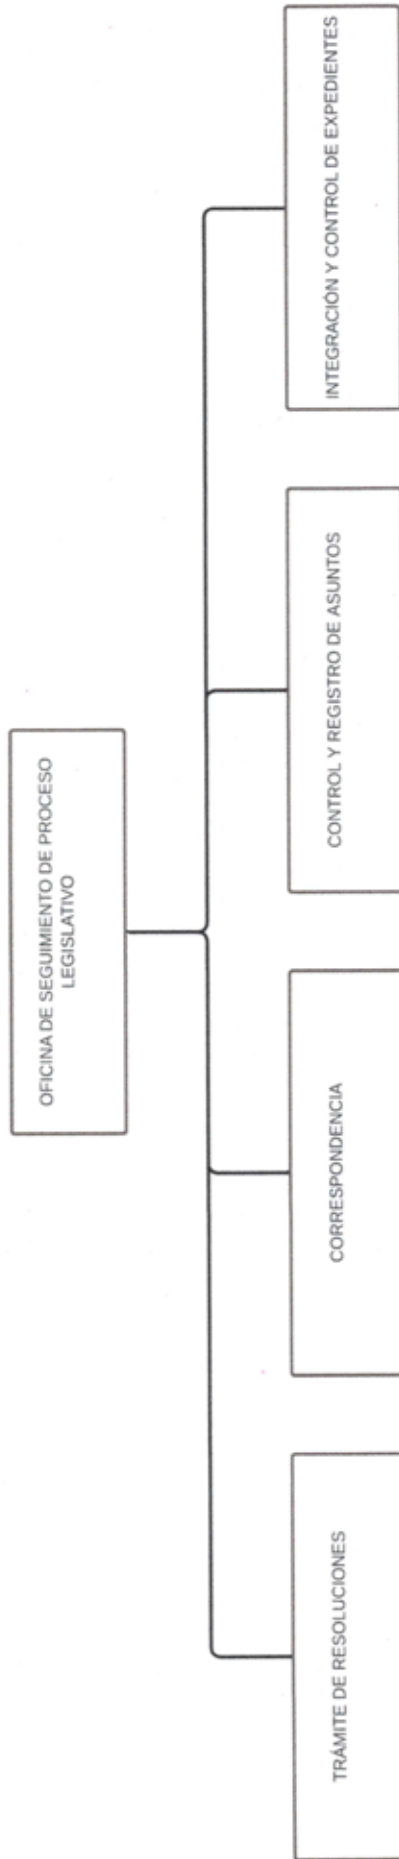 OFICINA DE SEGUIMIENTO DE PROCESO
LEGISLATIVO
TRÁMITE DE RESOLUCIONES
CORRESPONDENCIA
CONTROL Y REGISTRO DE ASUNTOS
INTEGRACIÓN Y CONTROL DE EXPEDIENTES